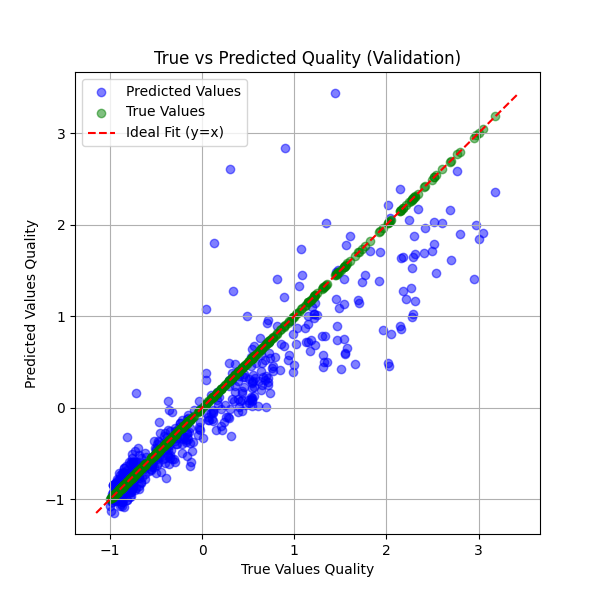 True vs Predicted Quality (Validation)
Predicted Values
True Values
Ideal Fit (y=x)
Predicted Values Quality
3
2
1
0
−1
−1 0 1 2 3
True Values Quality